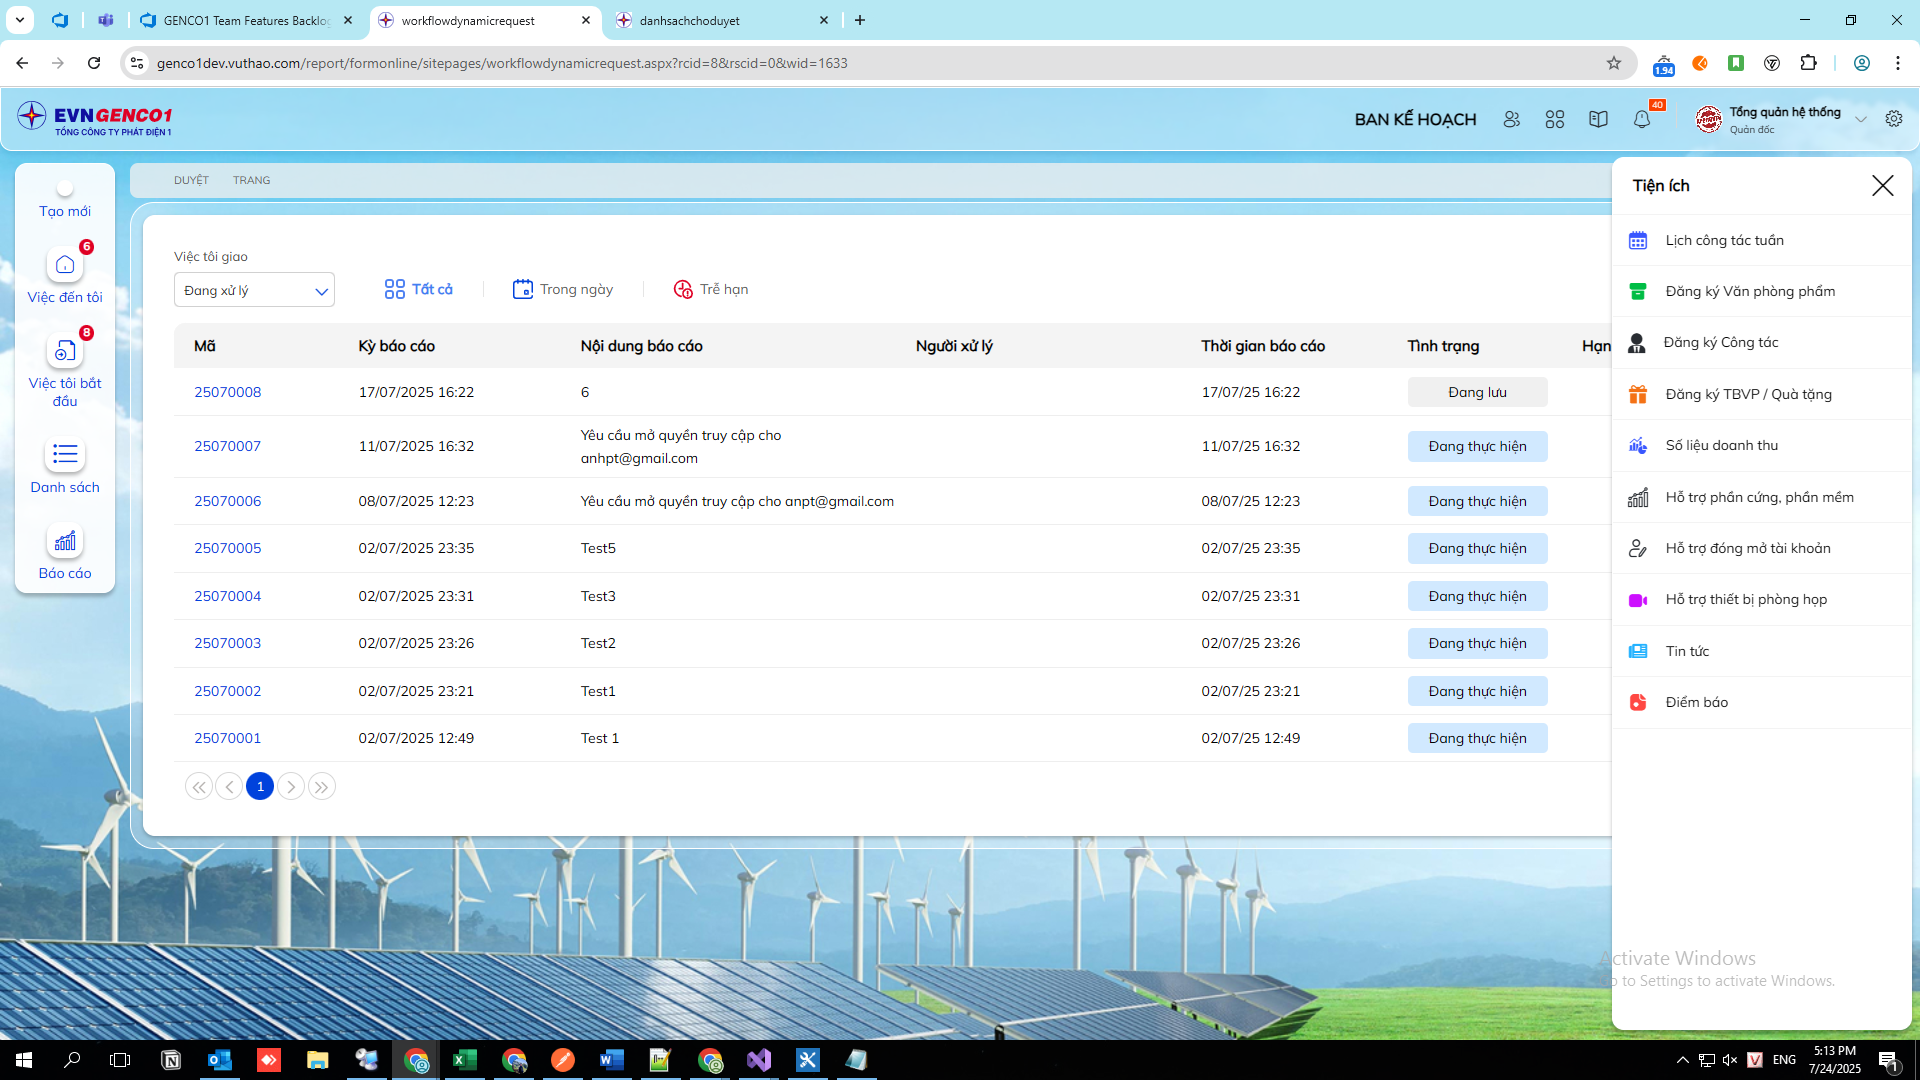 GENCO1 Team Features Backlog
workflowdynamicrequest
danhsachchoduyet
genco1dev.vuthao.com/report/formonline/sitepages/workflowdynamicrequest.aspx?rcid=8&rscid=0&wid=1633
1.94
EVNGENCO1
TỔNG CÔNG TY PHÁT ĐIỆN 1
BAN KẾ HOẠCH
40
Tổng quản hệ thống
Quản đốc
Tạo mới
6
Việc đến tôi
8
Việc tôi bắt
đầu
Danh sách
Báo cáo
DUYỆT TRANG
Việc tôi giao
Đang xử lý
Tất cả
Trong ngày
Trễ hạn
Mã Kỳ báo cáo Nội dung báo cáo Người xử lý Thời gian báo cáo Tình trạng Hạn
25070008 17/07/2025 16:22 6 17/07/25 16:22 Đang lưu
25070007 11/07/2025 16:32 Yêu cầu mở quyền truy cập cho
anhpt@gmail.com 11/07/25 16:32 Đang thực hiện
25070006 08/07/2025 12:23 Yêu cầu mở quyền truy cập cho anpt@gmail.com 08/07/25 12:23 Đang thực hiện
25070005 02/07/2025 23:35 Test5 02/07/25 23:35 Đang thực hiện
25070004 02/07/2025 23:31 Test3 02/07/25 23:31 Đang thực hiện
25070003 02/07/2025 23:26 Test2 02/07/25 23:26 Đang thực hiện
25070002 02/07/2025 23:21 Test1 02/07/25 23:21 Đang thực hiện
25070001 02/07/2025 12:49 Test 1 02/07/25 12:49 Đang thực hiện
1
Tiện ích
Lịch công tác tuần
Đăng ký Văn phòng phẩm
Đăng ký Công tác
Đăng ký TBVP / Quà tặng
Số liệu doanh thu
Hỗ trợ phần cứng, phần mềm
Hỗ trợ đóng mở tài khoản
Hỗ trợ thiết bị phòng họp
Tin tức
Điểm báo
Activate Windows
Go to Settings to activate Windows.
ENG
5:13 PM
7/24/2025
1